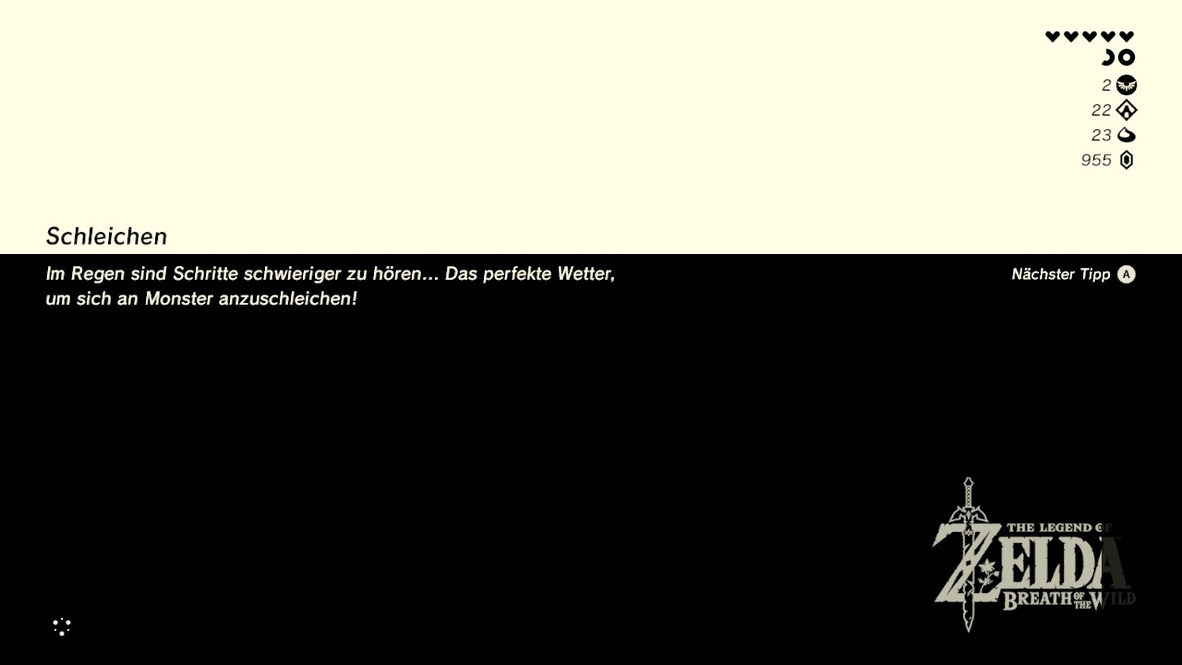 2
22
23
955
Schleichen
Im Regen sind Schritte schwieriger zu hören... Das perfekte Wetter,
um sich an Monster anzuschleichen!
Nächster Tipp A
THE LEGEND OF
ZELDA
BREATH OF THE WILD